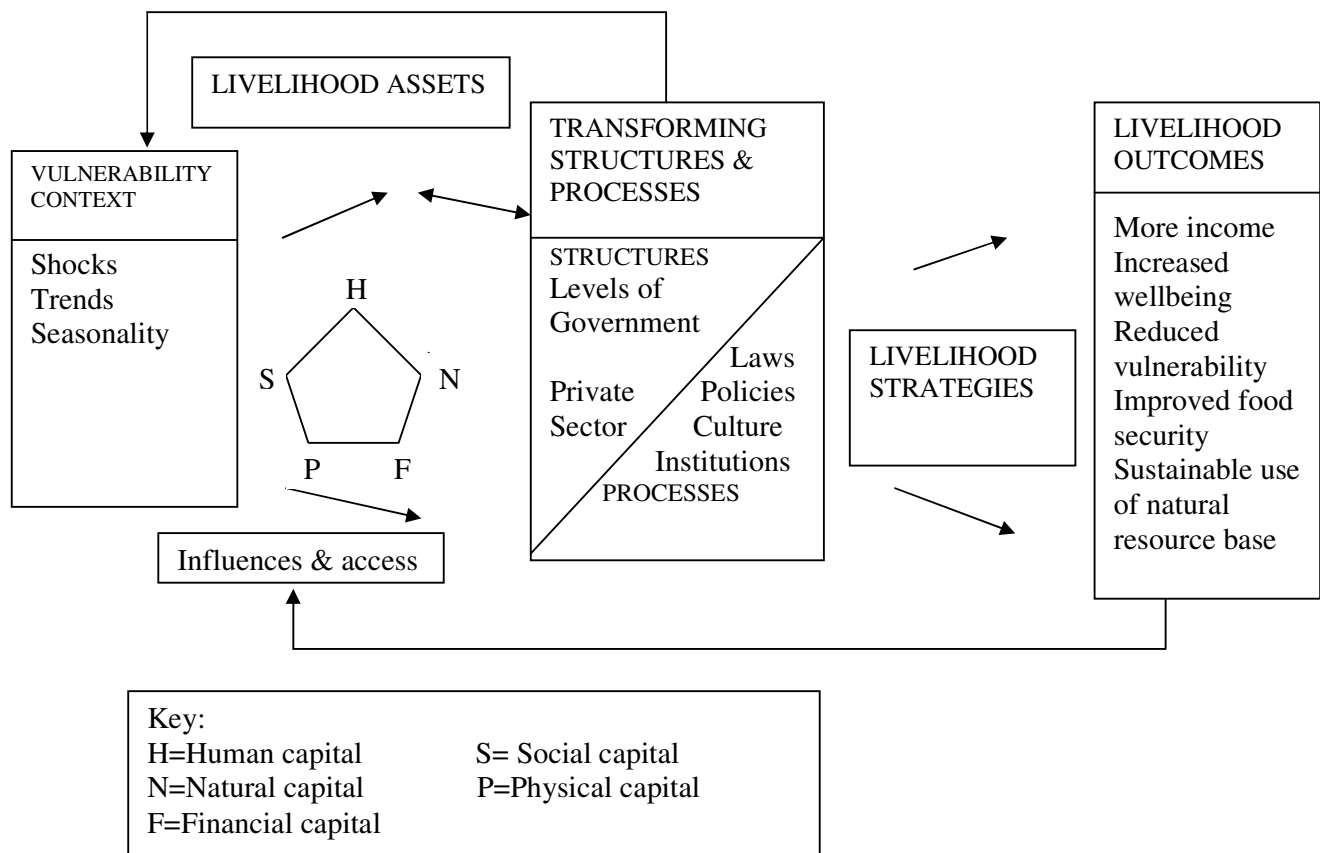 LIVELIHOOD ASSETS
VULNERABILITY
CONTEXT
Shocks
Trends
Seasonality
H
S
N
P
F
Influences & access
TRANSFORMING
STRUCTURES &
PROCESSES
STRUCTURES
Levels of
Government
Private
Sector
Laws
Policies
Culture
Institutions
PROCESSES
LIVELIHOOD
STRATEGIES
LIVELIHOOD
OUTCOMES
More income
Increased
wellbeing
Reduced
vulnerability
Improved food
security
Sustainable use
of natural
resource base
Key:
H=Human capital S= Social capital
N=Natural capital P=Physical capital
F=Financial capital